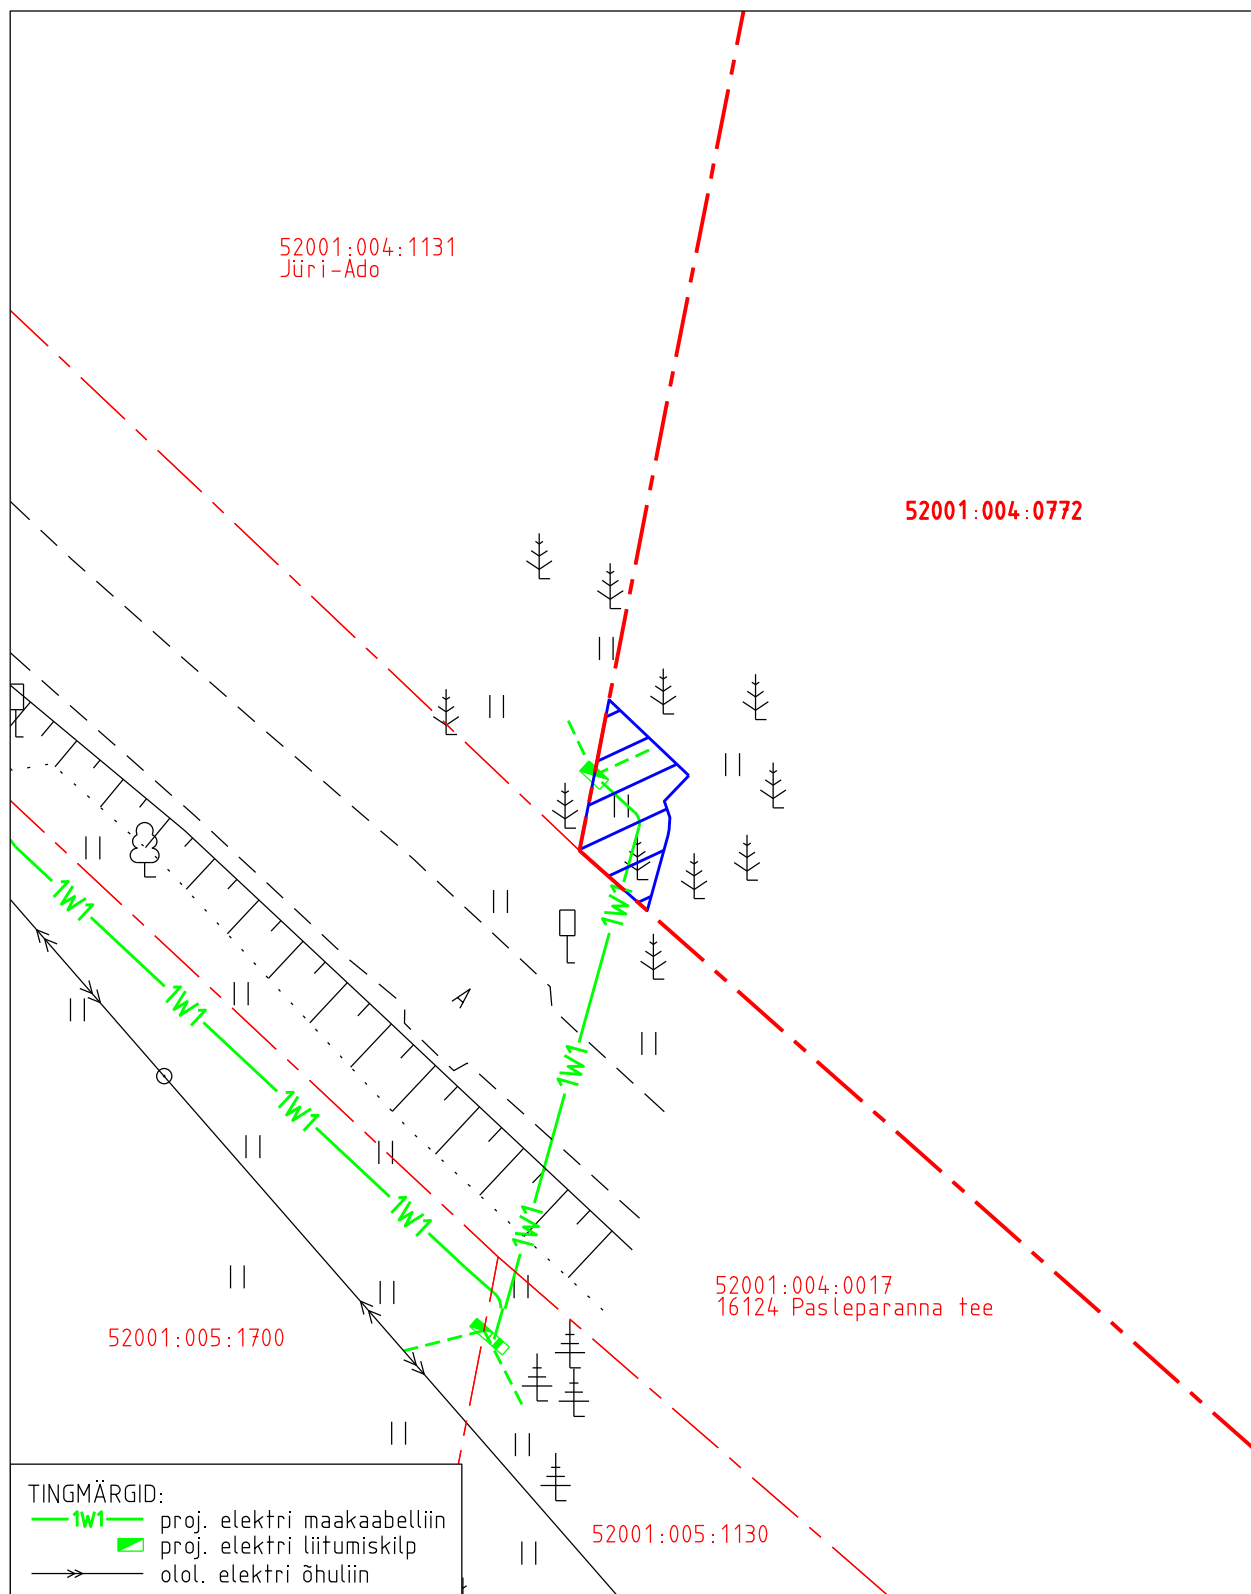 52001:004:1131
Jüri-Ado
52001:004:0772
1W1
1W1
1W1
1W1
A
1W1
1W1
1W1
52001:004:0017
16124 Pasleparanna tee
52001:005:1700
52001:005:1130
TINGMÄRGID:
1W1 proj. elektri maakaabelliin
proj. elektri liitumiskilp
olol. elektri õhuliin